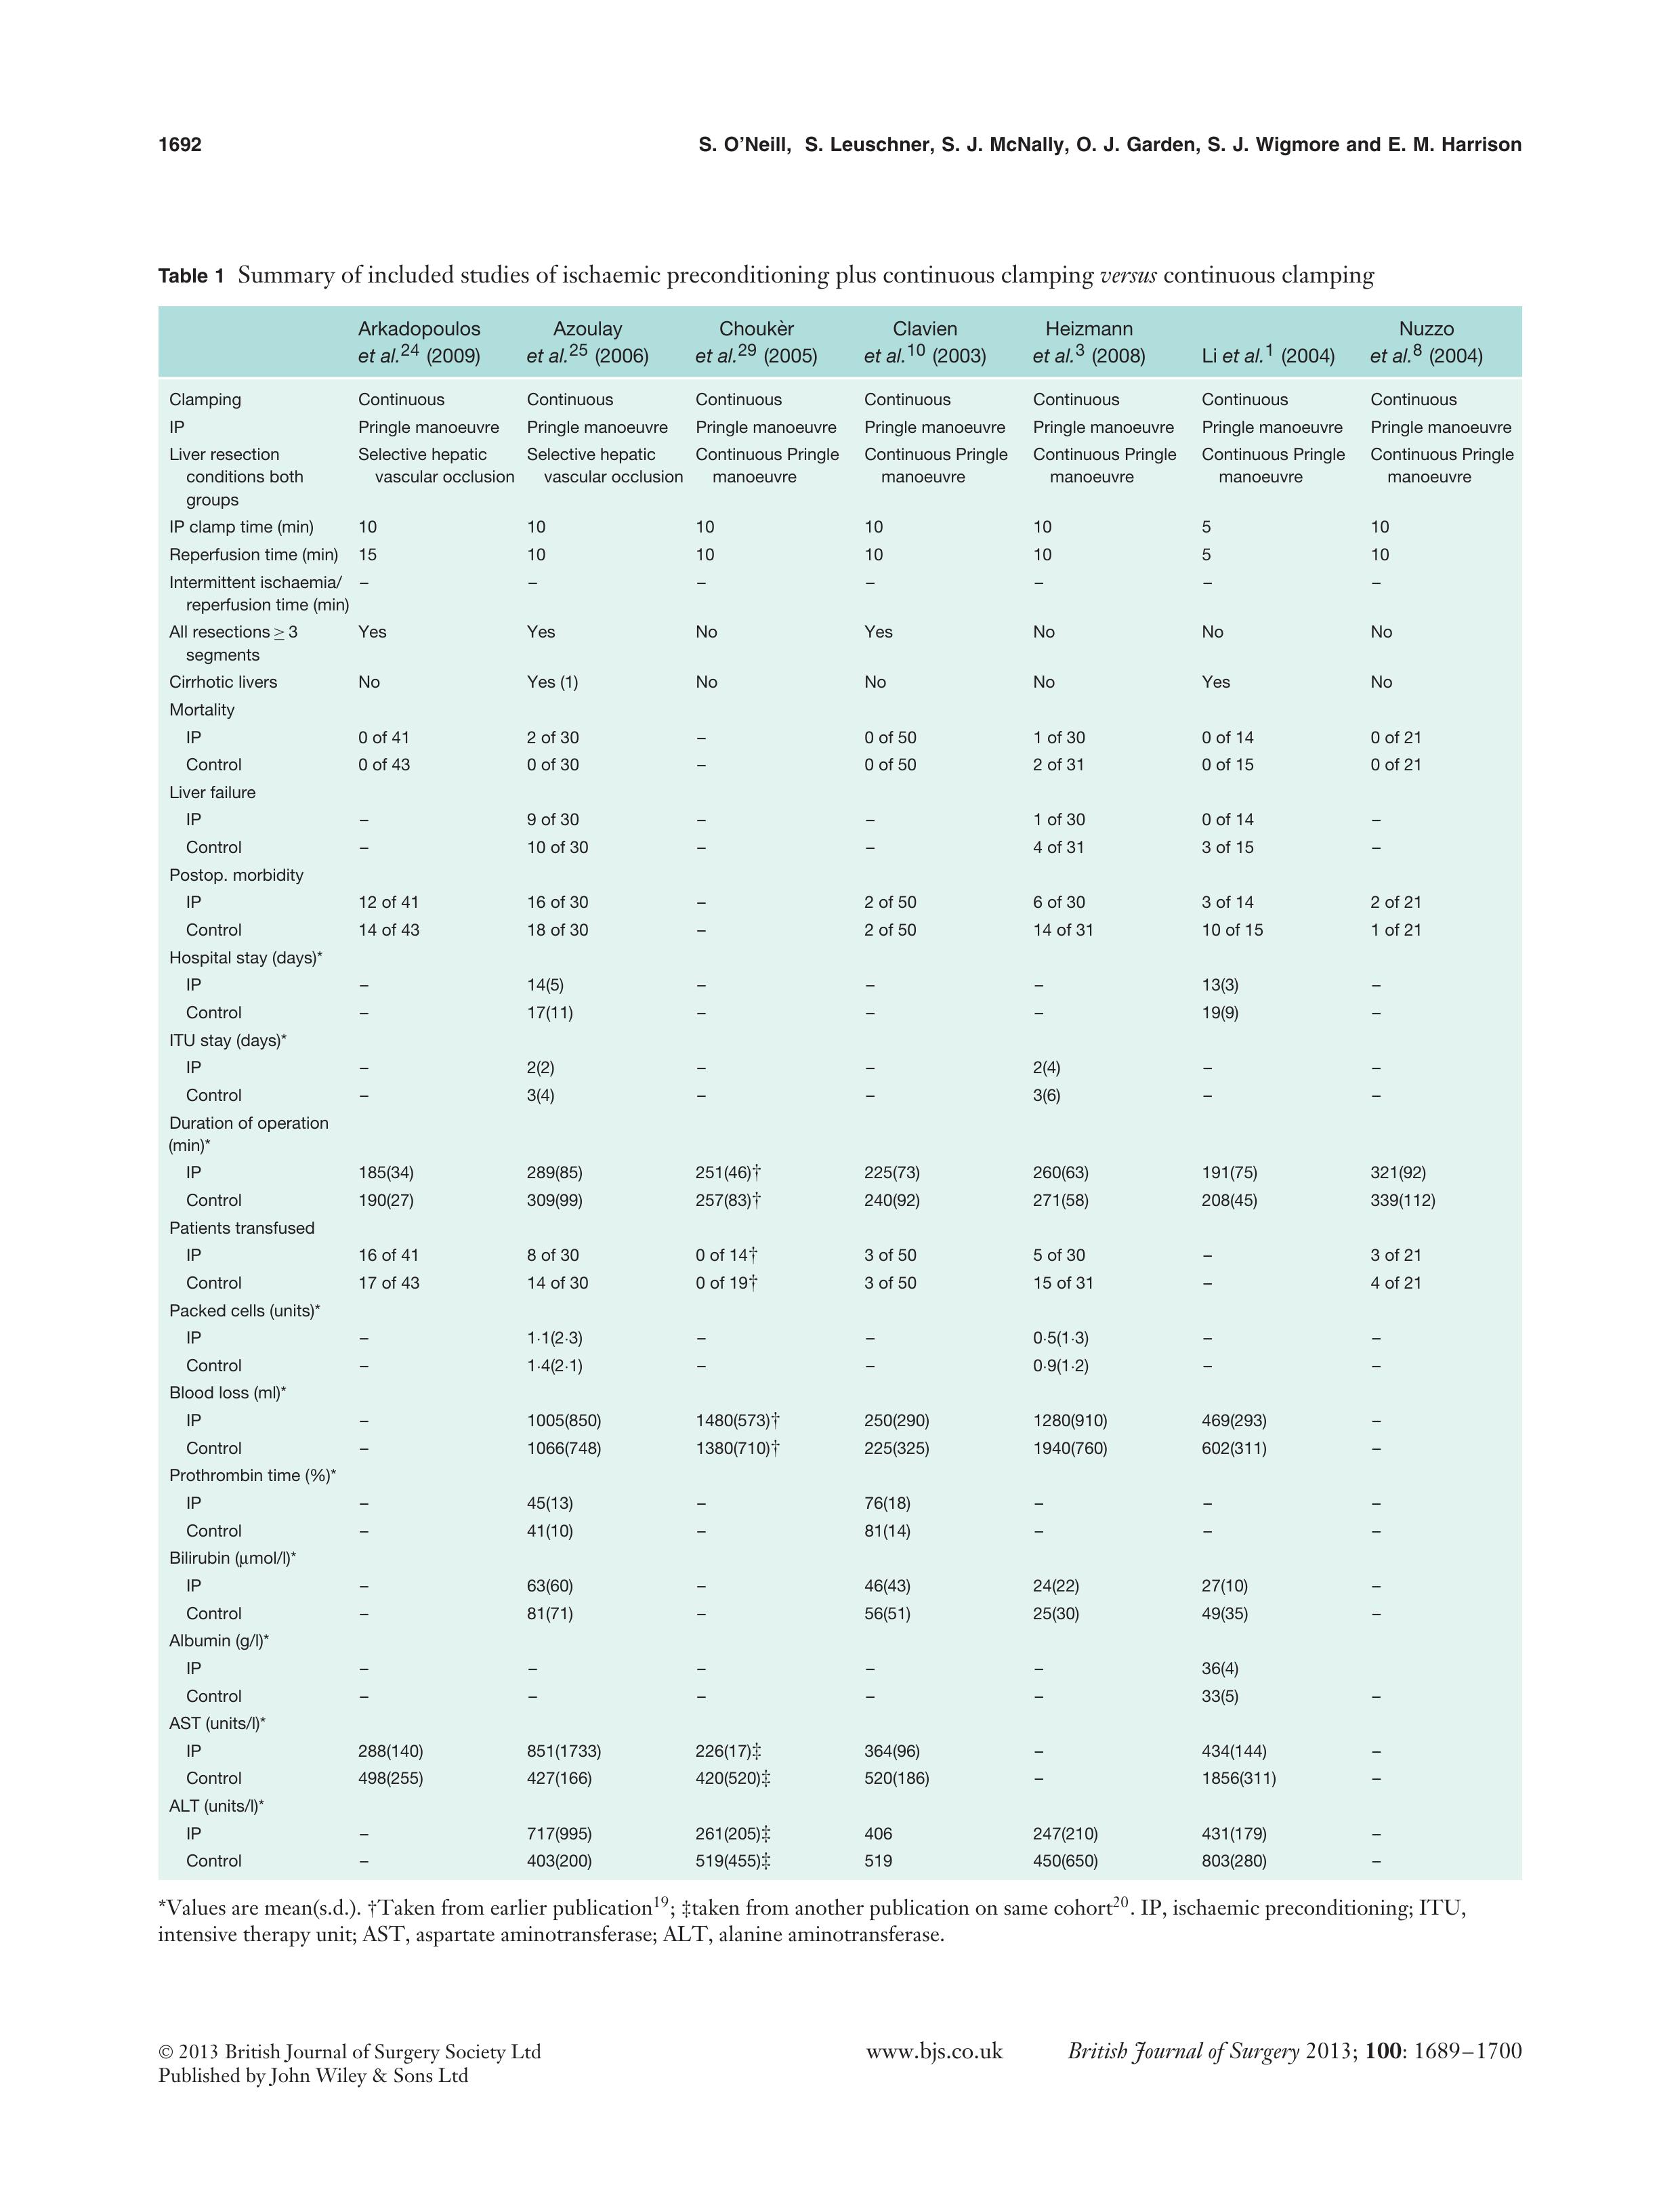 1692 S. O’Neill, S. Leuschner, S. J. McNally, O. J. Garden, S. J. Wigmore and E. M. Harrison
Table 1 Summary of included studies of ischaemic preconditioning plus continuous clamping versus continuous clamping
Arkadopoulos Azoulay Choukèr Clavien Heizmann Nuzzo
et al.24 (2009) et al.25 (2006) et al.29 (2005) et al.10 (2003) et al.3 (2008) Li et al.1 (2004) et al.8 (2004)
Clamping Continuous Continuous Continuous Continuous Continuous Continuous Continuous
IP Pringle manoeuvre Pringle manoeuvre Pringle manoeuvre Pringle manoeuvre Pringle manoeuvre Pringle manoeuvre Pringle manoeuvre
Liver resection Selective hepatic Selective hepatic Continuous Pringle Continuous Pringle Continuous Pringle Continuous Pringle Continuous Pringle
conditions both vascular occlusion vascular occlusion manoeuvre manoeuvre manoeuvre manoeuvre manoeuvre
groups
IP clamp time (min) 10 10 10 10 10 5 10
Reperfusion time (min) 15 10 10 10 10 5 10
Intermittent ischaemia/ – – – – – – –
reperfusion time (min)
All resections ≥ 3 Yes Yes No Yes No No No
segments
Cirrhotic livers No Yes (1) No No No Yes No
Mortality
IP 0 of 41 2 of 30 – 0 of 50 1 of 30 0 of 14 0 of 21
Control 0 of 43 0 of 30 – 0 of 50 2 of 31 0 of 15 0 of 21
Liver failure
IP – 9 of 30 – – 1 of 30 0 of 14 –
Control – 10 of 30 – – 4 of 31 3 of 15 –
Postop. morbidity
IP 12 of 41 16 of 30 – 2 of 50 6 of 30 3 of 14 2 of 21
Control 14 of 43 18 of 30 – 2 of 50 14 of 31 10 of 15 1 of 21
Hospital stay (days)*
IP – 14(5) – – – 13(3) –
Control – 17(11) – – – 19(9) –
ITU stay (days)*
IP – 2(2) – – 2(4) – –
Control – 3(4) – – 3(6) – –
Duration of operation
(min)*
IP 185(34) 289(85) 251(46)† 225(73) 260(63) 191(75) 321(92)
Control 190(27) 309(99) 257(83)† 240(92) 271(58) 208(45) 339(112)
Patients transfused
IP 16 of 41 8 of 30 0 of 14† 3 of 50 5 of 30 – 3 of 21
Control 17 of 43 14 of 30 0 of 19† 3 of 50 15 of 31 – 4 of 21
Packed cells (units)*
IP – 1·1(2·3) – – 0·5(1·3) – –
Control – 1·4(2·1) – – 0·9(1·2) – –
Blood loss (ml)*
IP – 1005(850) 1480(573)† 250(290) 1280(910) 469(293) –
Control – 1066(748) 1380(710)† 225(325) 1940(760) 602(311) –
Prothrombin time (%)*
IP – 45(13) – 76(18) – – –
Control – 41(10) – 81(14) – – –
Bilirubin (μmol/l)*
IP – 63(60) – 46(43) 24(22) 27(10) –
Control – 81(71) – 56(51) 25(30) 49(35) –
Albumin (g/l)*
IP – – – – – 36(4)
Control – – – – – 33(5) –
AST (units/l)*
IP 288(140) 851(1733) 226(17)‡ 364(96) – 434(144) –
Control 498(255) 427(166) 420(520)‡ 520(186) – 1856(311) –
ALT (units/l)*
IP – 717(995) 261(205)‡ 406 247(210) 431(179) –
Control – 403(200) 519(455)‡ 519 450(650) 803(280) –
*Values are mean(s.d.). †Taken from earlier publication19; ‡taken from another publication on same cohort20. IP, ischaemic preconditioning; ITU,
intensive therapy unit; AST, aspartate aminotransferase; ALT, alanine aminotransferase.
© 2013 British Journal of Surgery Society Ltd www.bjs.co.uk British Journal of Surgery 2013; 100: 1689–1700
Published by John Wiley & Sons Ltd